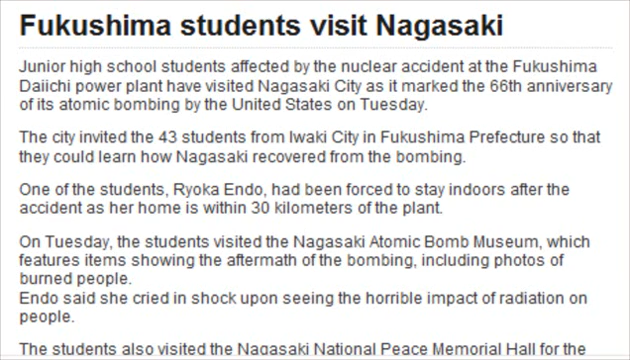 Fukushima students visit Nagasaki
Junior high school students affected by the nuclear accident at the Fukushima
Daiichi power plant have visited Nagasaki City as it marked the 66th anniversary
of its atomic bombing by the United States on Tuesday.
The city invited the 43 students from Iwaki City in Fukushima Prefecture so that
they could learn how Nagasaki recovered from the bombing.
One of the students, Ryoka Endo, had been forced to stay indoors after the
accident as her home is within 30 kilometers of the plant.
On Tuesday, the students visited the Nagasaki Atomic Bomb Museum, which
features items showing the aftermath of the bombing, including photos of
burned people.
Endo said she cried in shock upon seeing the horrible impact of radiation on
people.
The students also visited the Nagasaki National Peace Memorial Hall for the